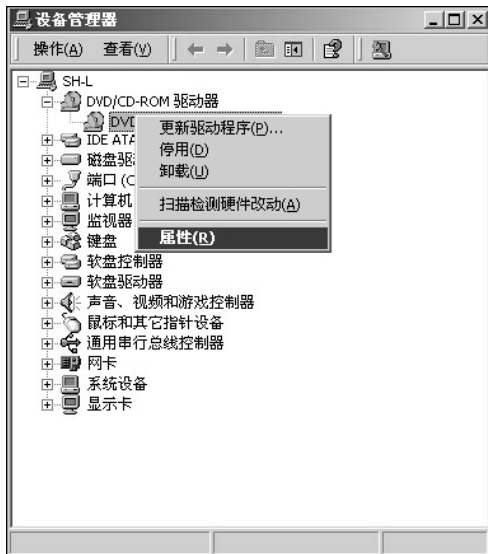 设备管理器
操作(A) 查看(V)
SH-L
DVD/CD-ROM 驱动器
DVD
更新驱动程序(P)...
停用(D)
卸载(U)
扫描检测硬件改动(A)
属性(R)
IDE ATA
磁盘驱
端口 (C
计算机
监视器
键盘
软盘控制器
软盘驱动器
声音、视频和游戏控制器
鼠标和其它指针设备
通用串行总线控制器
网卡
系统设备
显示卡